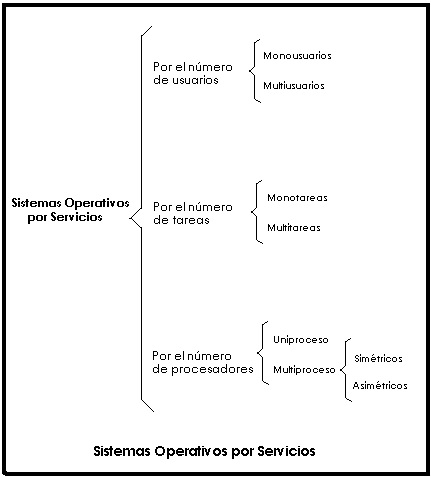 Sistemas Operativos
por Servicios
Por el número
de usuarios
Monousuarios
Multiusuarios
Por el número
de tareas
Monotareas
Multitareas
Por el número
de procesadores
Uniproceso
Multiproceso
Simétricos
Asimétricos
Sistemas Operativos por Servicios